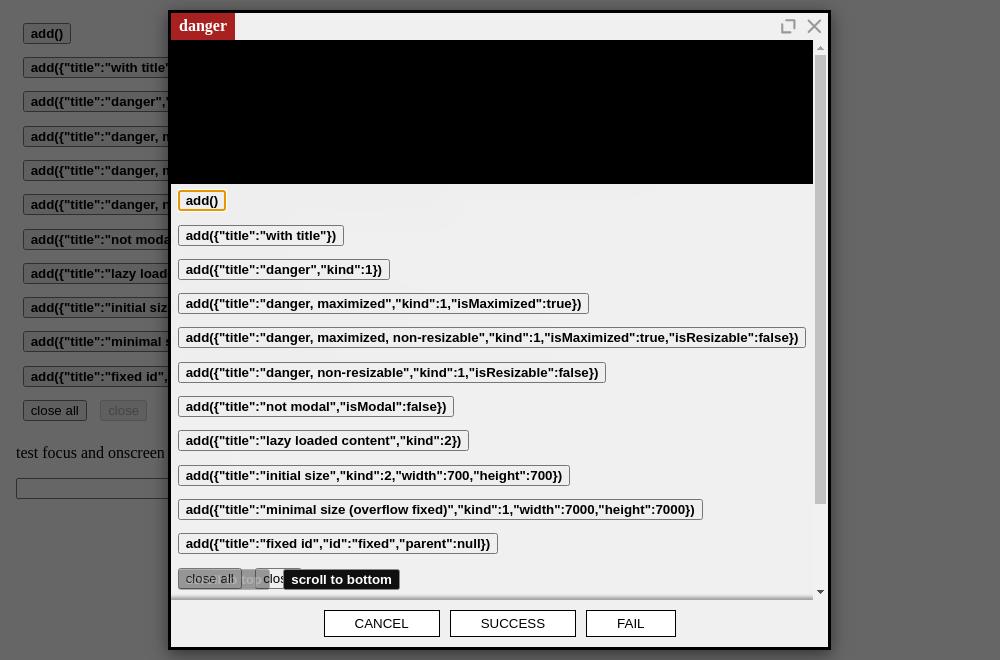 danger
add()
add({"title":"with title"
add({"title":"danger",
add({"title":"danger,
add({"title":"danger,
add({"title":"danger,
add({"title":"not
add({"title":"lazy
add({"title":"initial
add({"title":"minimal
add({"title":"fixed id",
close all close
test focus and onscreen
add()
add({"title":"with title"})
add({"title":"danger","kind":1})
add({"title":"danger, maximized","kind":1,"isMaximized":true})
add({"title":"danger, maximized, non-resizable","kind":1,"isMaximized":true,"isResizable":false})
add({"title":"danger, non-resizable","kind":1,"isResizable":false})
add({"title":"not modal","isModal":false})
add({"title":"lazy loaded content","kind":2})
add({"title":"initial size","kind":2,"width":700,"height":700})
add({"title":"minimal size (overflow fixed)","kind":1,"width":7000,"height":7000})
add({"title":"fixed id","id":"fixed","parent":null})
close all scroll to bottom
CANCEL SUCCESS FAIL